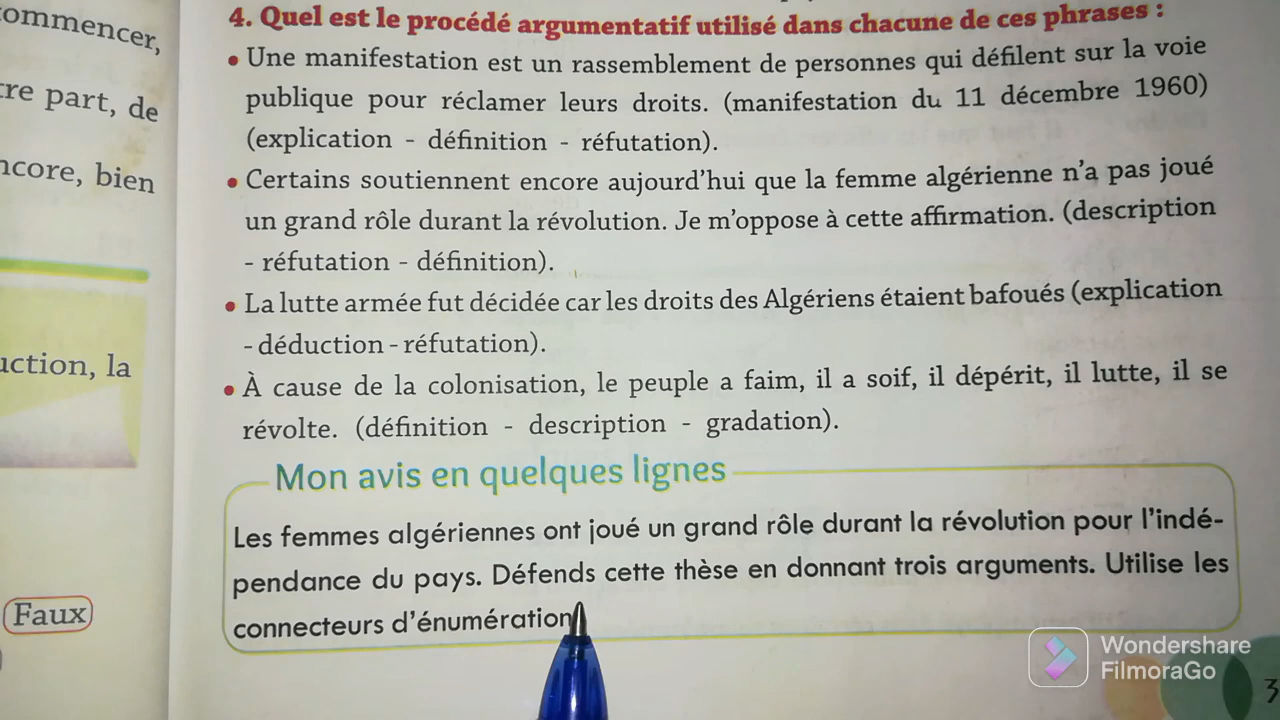 ommencer,
tre part, de
ncore, bien
uction, la
Faux
4. Quel est le procédé argumentatif utilisé dans chacune de ces phrases :
• Une manifestation est un rassemblement de personnes qui défilent sur la voie
publique pour réclamer leurs droits. (manifestation du 11 décembre 1960)
(explication - définition - réfutation).
• Certains soutiennent encore aujourd'hui que la femme algérienne n'a pas joué
un grand rôle durant la révolution. Je m'oppose à cette affirmation. (description
- réfutation - définition).
• La lutte armée fut décidée car les droits des Algériens étaient bafoués (explication
- déduction - réfutation).
• À cause de la colonisation, le peuple a faim, il a soif, il dépérit, il lutte, il se
révolte. (définition - description - gradation).
Mon avis en quelques lignes
Les femmes algériennes ont joué un grand rôle durant la révolution pour l'indé-
pendance du pays. Défends cette thèse en donnant trois arguments. Utilise les
connecteurs d'énumération
Wondershare
FilmoraGo
3